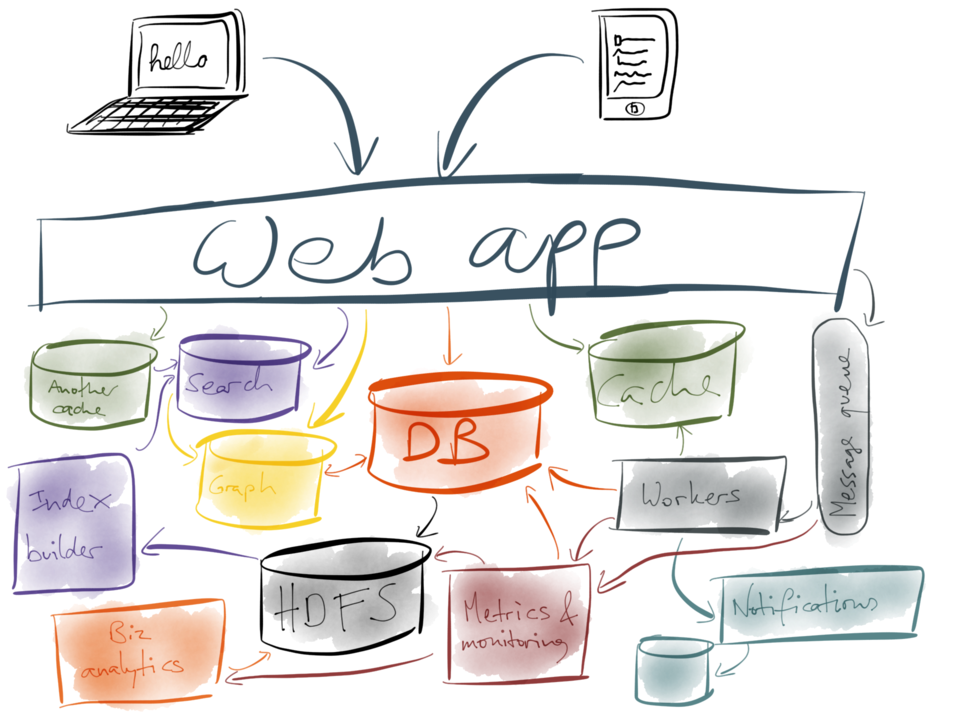 hello
Web app
Another
cache
Search
Cache
Message queue
DB
Graph
Workers
Index
builder
HDFS
Metrics &
monitoring
Notifications
Biz
analytics